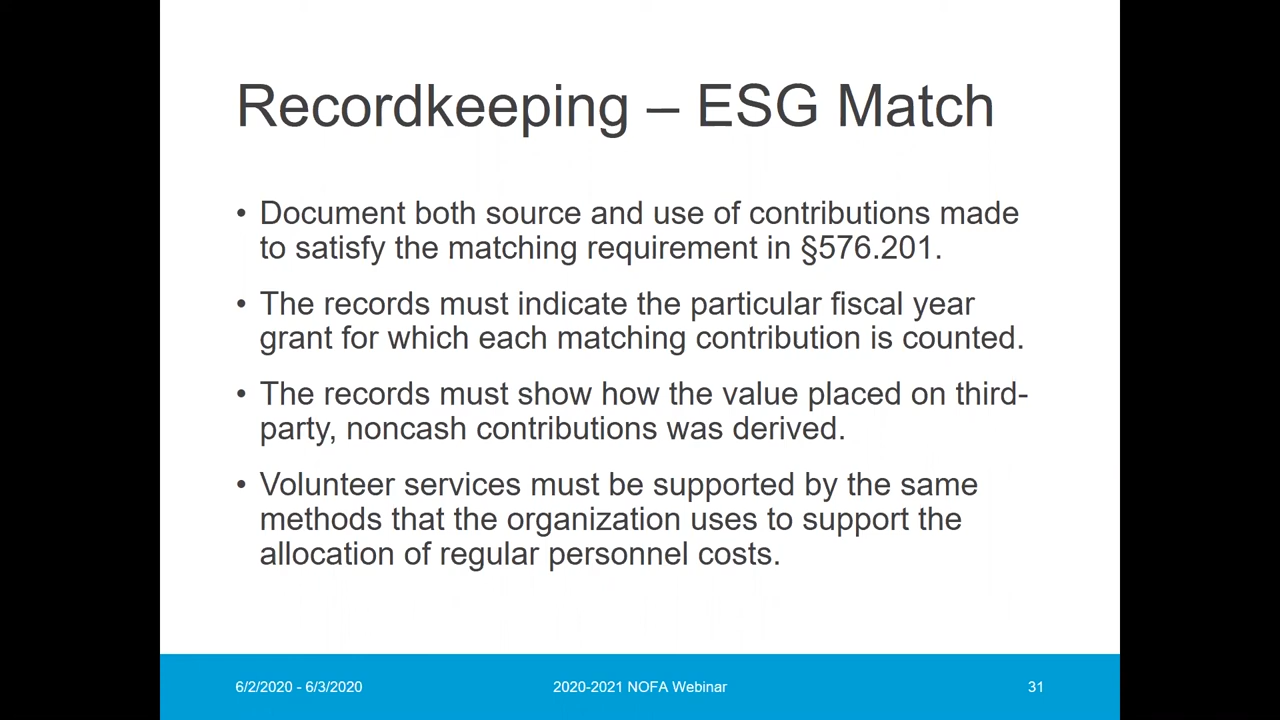 Recordkeeping – ESG Match
• Document both source and use of contributions made
to satisfy the matching requirement in §576.201.
• The records must indicate the particular fiscal year
grant for which each matching contribution is counted.
• The records must show how the value placed on third-
party, noncash contributions was derived.
• Volunteer services must be supported by the same
methods that the organization uses to support the
allocation of regular personnel costs.
6/2/2020 - 6/3/2020
2020-2021 NOFA Webinar
31